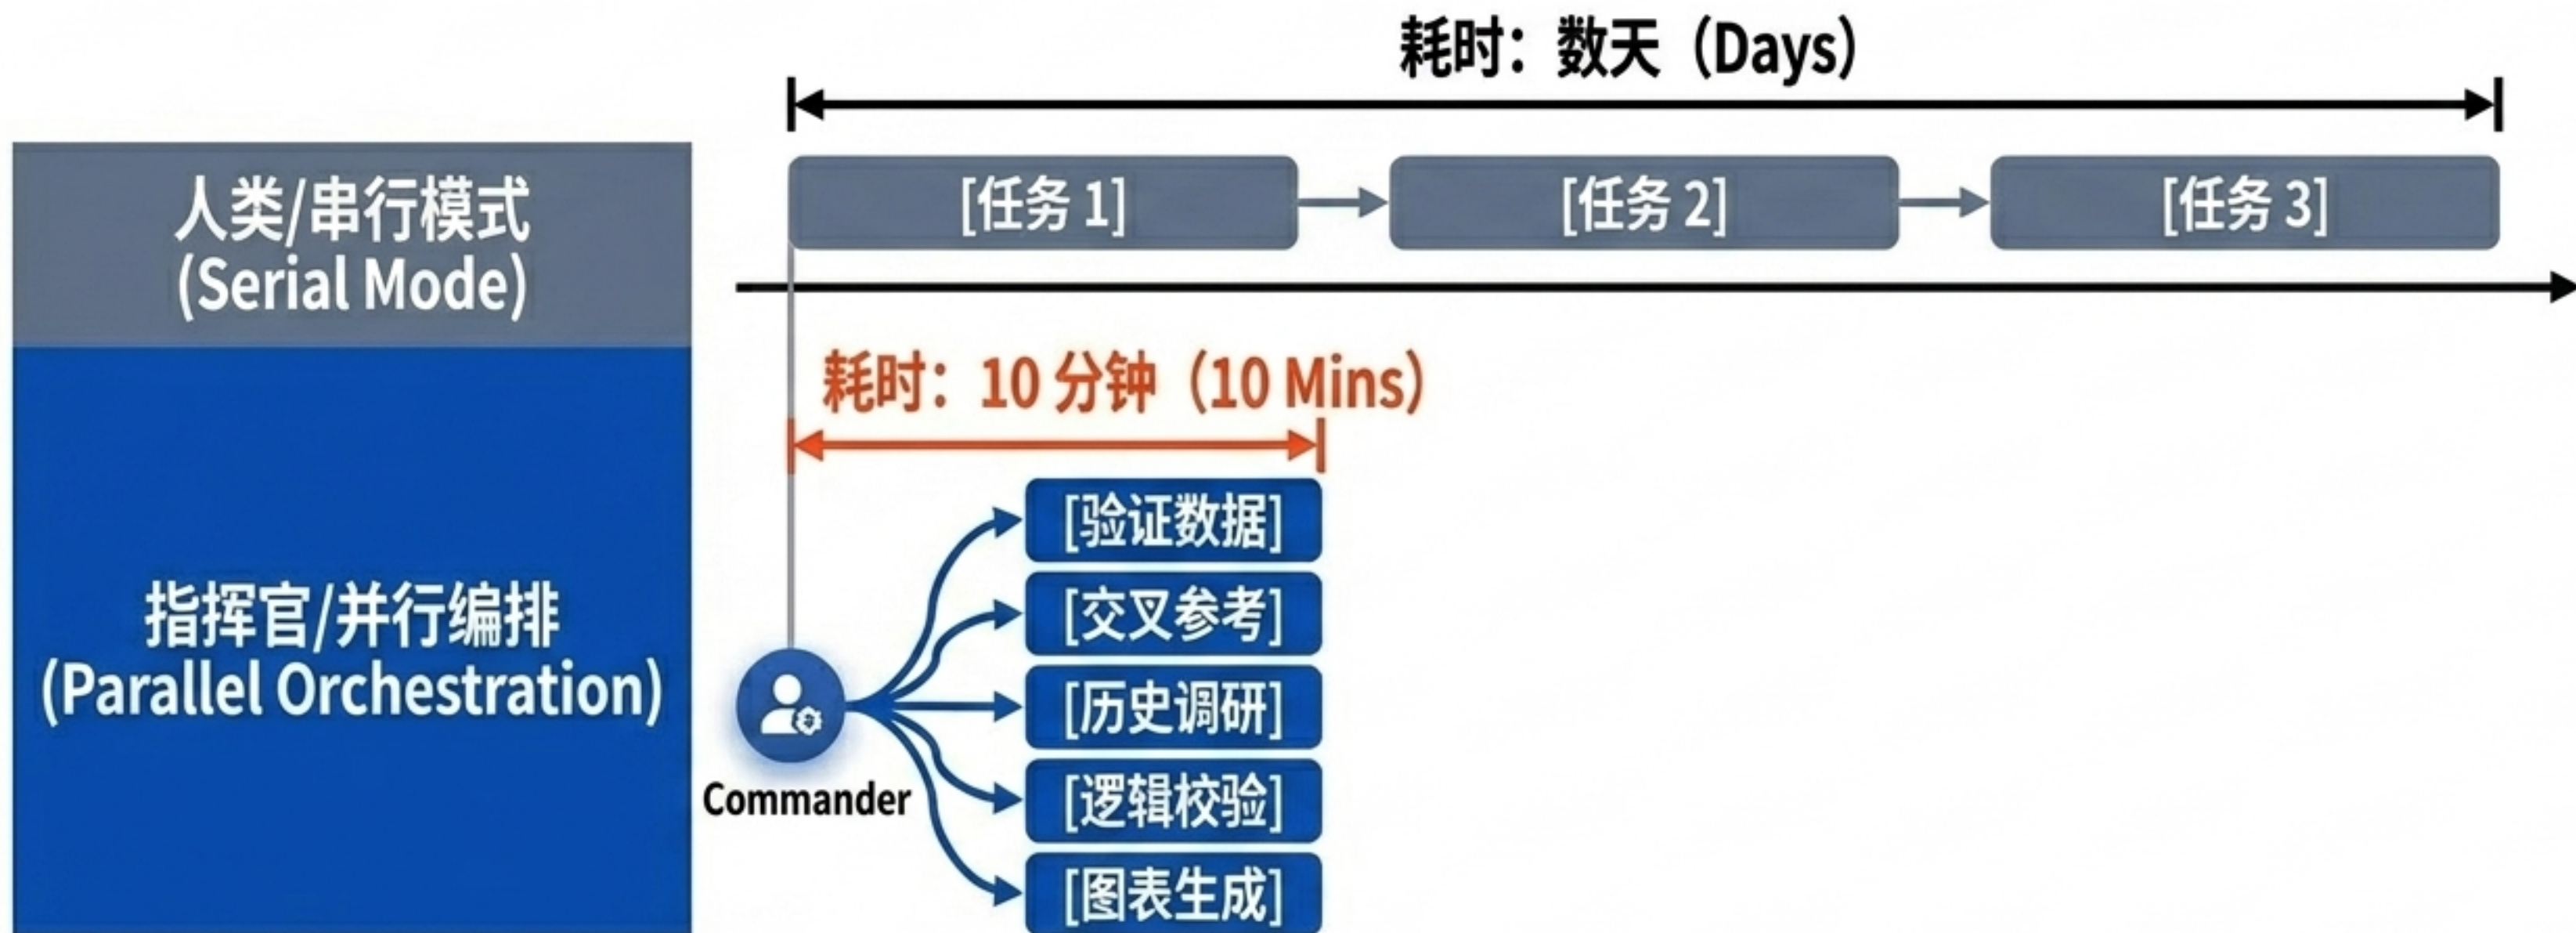 耗时：数天（Days）
人类/串行模式
(Serial Mode)
[任务 1]
[任务 2]
[任务 3]
耗时：10 分钟（10 Mins）
指挥官/并行编排
(Parallel Orchestration)
Commander
[验证数据]
[交叉参考]
[历史调研]
[逻辑校验]
[图表生成]